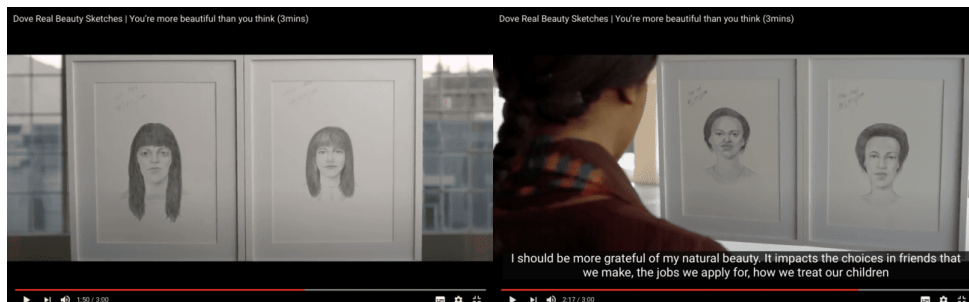 Dove Real Beauty Sketches | You're more beautiful than you think (3mins)
1:50 / 3:00
Dove Real Beauty Sketches | You're more beautiful than you think (3mins)
I should be more grateful of my natural beauty. It impacts the choices in friends that
we make, the jobs we apply for, how we treat our children
2:17 / 3:00